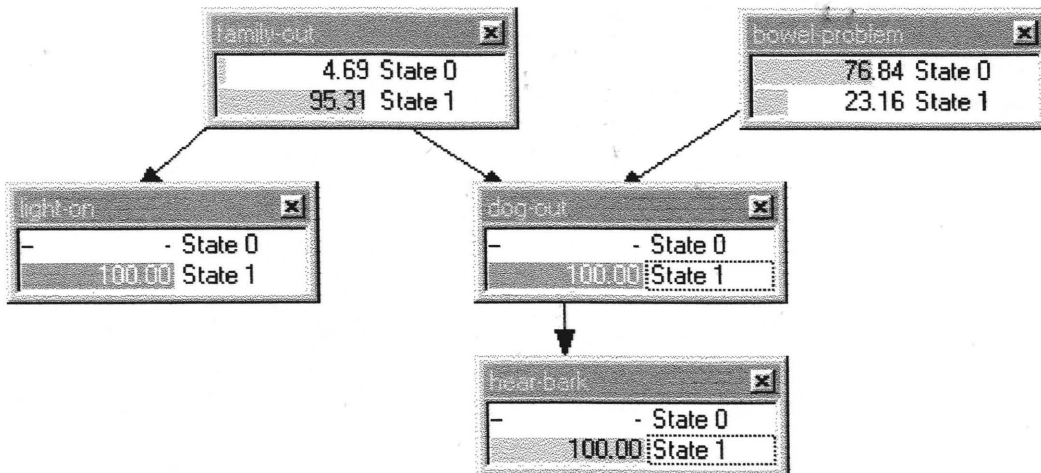 family-out
4.69 State 0
95.31 State 1
bowel-problem
76.84 State 0
23.16 State 1
light-on
- - State 0
100.00 State 1
dog-out
- - State 0
100.00 State 1
hear-bark
- - State 0
100.00 State 1